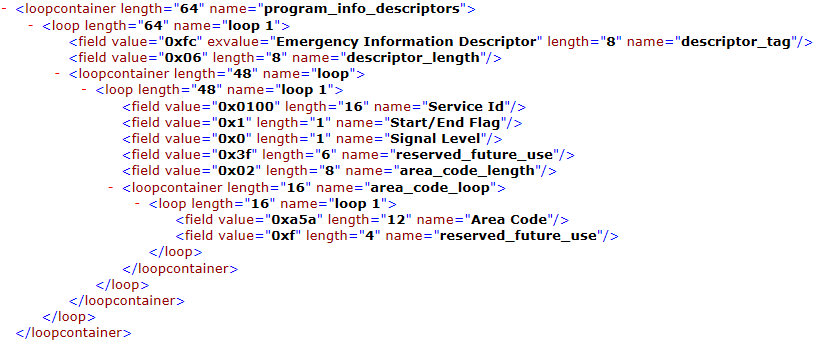 - <loopcontainer length="64" name="program_info_descriptors">
- <loop length="64" name="loop 1">
<field value="0xfc" exvalue="Emergency Information Descriptor" length="8" name="descriptor_tag"/>
<field value="0x06" length="8" name="descriptor_length"/>
- <loopcontainer length="48" name="loop">
- <loop length="48" name="loop 1">
<field value="0x0100" length="16" name="Service Id"/>
<field value="0x1" length="1" name="Start/End Flag"/>
<field value="0x0" length="1" name="Signal Level"/>
<field value="0x3f" length="6" name="reserved_future_use"/>
<field value="0x02" length="8" name="area_code_length"/>
- <loopcontainer length="16" name="area_code_loop">
- <loop length="16" name="loop 1">
<field value="0xa5a" length="12" name="Area Code"/>
<field value="0xf" length="4" name="reserved_future_use"/>
</loop>
</loopcontainer>
</loop>
</loopcontainer>
</loop>
</loopcontainer>